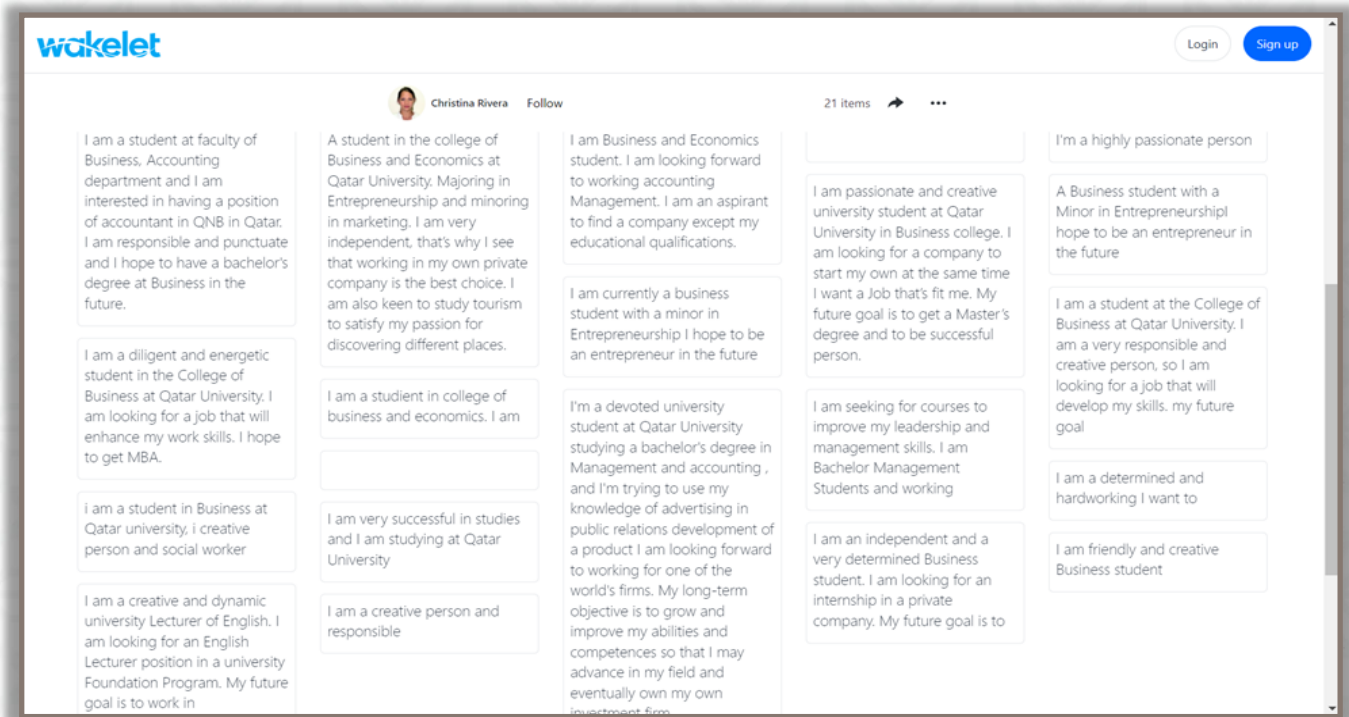 wakelet
Login
Sign up
Christina Rivera
Follow
21 items
I am a student at faculty of
Business, Accounting
department and I am
interested in having a position
of accountant in QNB in Qatar.
I am responsible and punctuate
and I hope to have a bachelor's
degree at Business in the
future.
I am a diligent and energetic
student in the College of
Business at Qatar University. I
am looking for a job that will
enhance my work skills. I hope
to get MBA.
i am a student in Business at
Qatar university, i creative
person and social worker
I am a creative and dynamic
university Lecturer of English. I
am looking for an English
Lecturer position in a university
Foundation Program. My future
goal is to work in
A student in the college of
Business and Economics at
Qatar University. Majoring in
Entrepreneurship and minoring
in marketing. I am very
independent, that's why I see
that working in my own private
company is the best choice. I
am also keen to study tourism
to satisfy my passion for
discovering different places.
I am a studient in college of
business and economics. I am
I am very successful in studies
and I am studying at Qatar
University
I am a creative person and
responsible
I am Business and Economics
student. I am looking forward
to working accounting
Management. I am an aspirant
to find a company except my
educational qualifications.
I am currently a business
student with a minor in
Entrepreneurship I hope to be
an entrepreneur in the future
I'm a devoted university
student at Qatar University
studying a bachelor's degree in
Management and accounting ,
and I'm trying to use my
knowledge of advertising in
public relations development of
a product I am looking forward
to working for one of the
world's firms. My long-term
objective is to grow and
improve my abilities and
competences so that I may
advance in my field and
eventually own my own
investment firm
I am passionate and creative
university student at Qatar
University in Business college. I
am looking for a company to
start my own at the same time
I want a Job that's fit me. My
future goal is to get a Master's
degree and to be successful
person.
I am seeking for courses to
improve my leadership and
management skills. I am
Bachelor Management
Students and working
I am an independent and a
very determined Business
student. I am looking for an
internship in a private
company. My future goal is to
I'm a highly passionate person
A Business student with a
Minor in EntrepreneurshipI
hope to be an entrepreneur in
the future
I am a student at the College of
Business at Qatar University. I
am a very responsible and
creative person, so I am
looking for a job that will
develop my skills. my future
goal
I am a determined and
hardworking I want to
I am friendly and creative
Business student